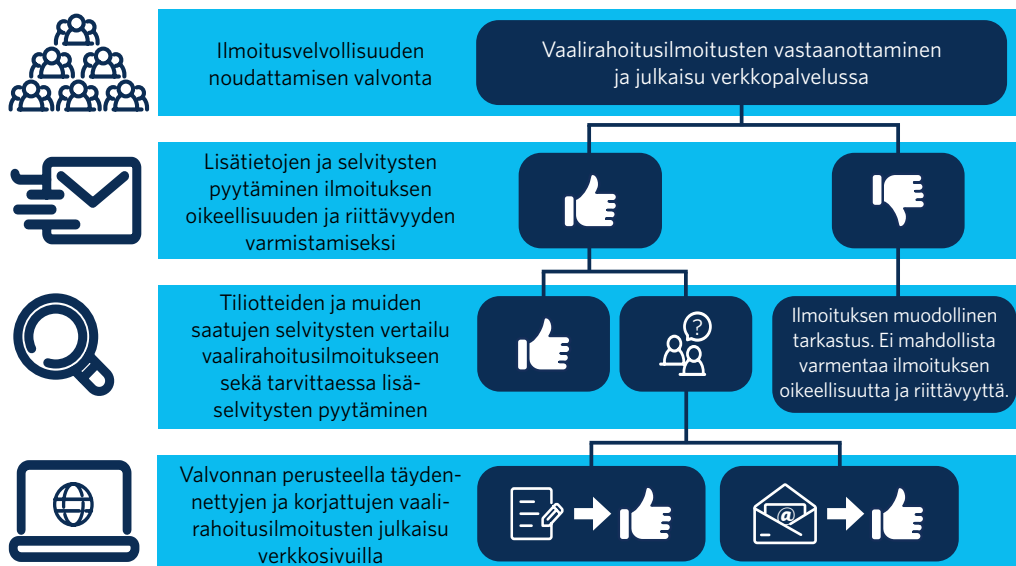 Ilmoitusvelvollisuuden
noudattamisen valvonta
Vaalirahoitusilmoitusten vastaanottaminen
ja julkaisu verkkopalvelussa
Lisätietojen ja selvitysten
pyytäminen ilmoituksen
oikeellisuuden ja riittävyyden
varmistamiseksi
Tiliotteiden ja muiden
saatujen selvitysten vertailu
vaalirahoitusilmoitukseen
sekä tarvittaessa lisä-
selvitysten pyytäminen
?
Ilmoituksen muodollinen
tarkastus. Ei mahdollista
varmentaa ilmoituksen
oikeellisuutta ja riittävyyttä.
Valvonnan perusteella täyden-
nettyjen ja korjattujen vaali-
rahoitusilmoitusten julkaisu
verkkosivuilla
@